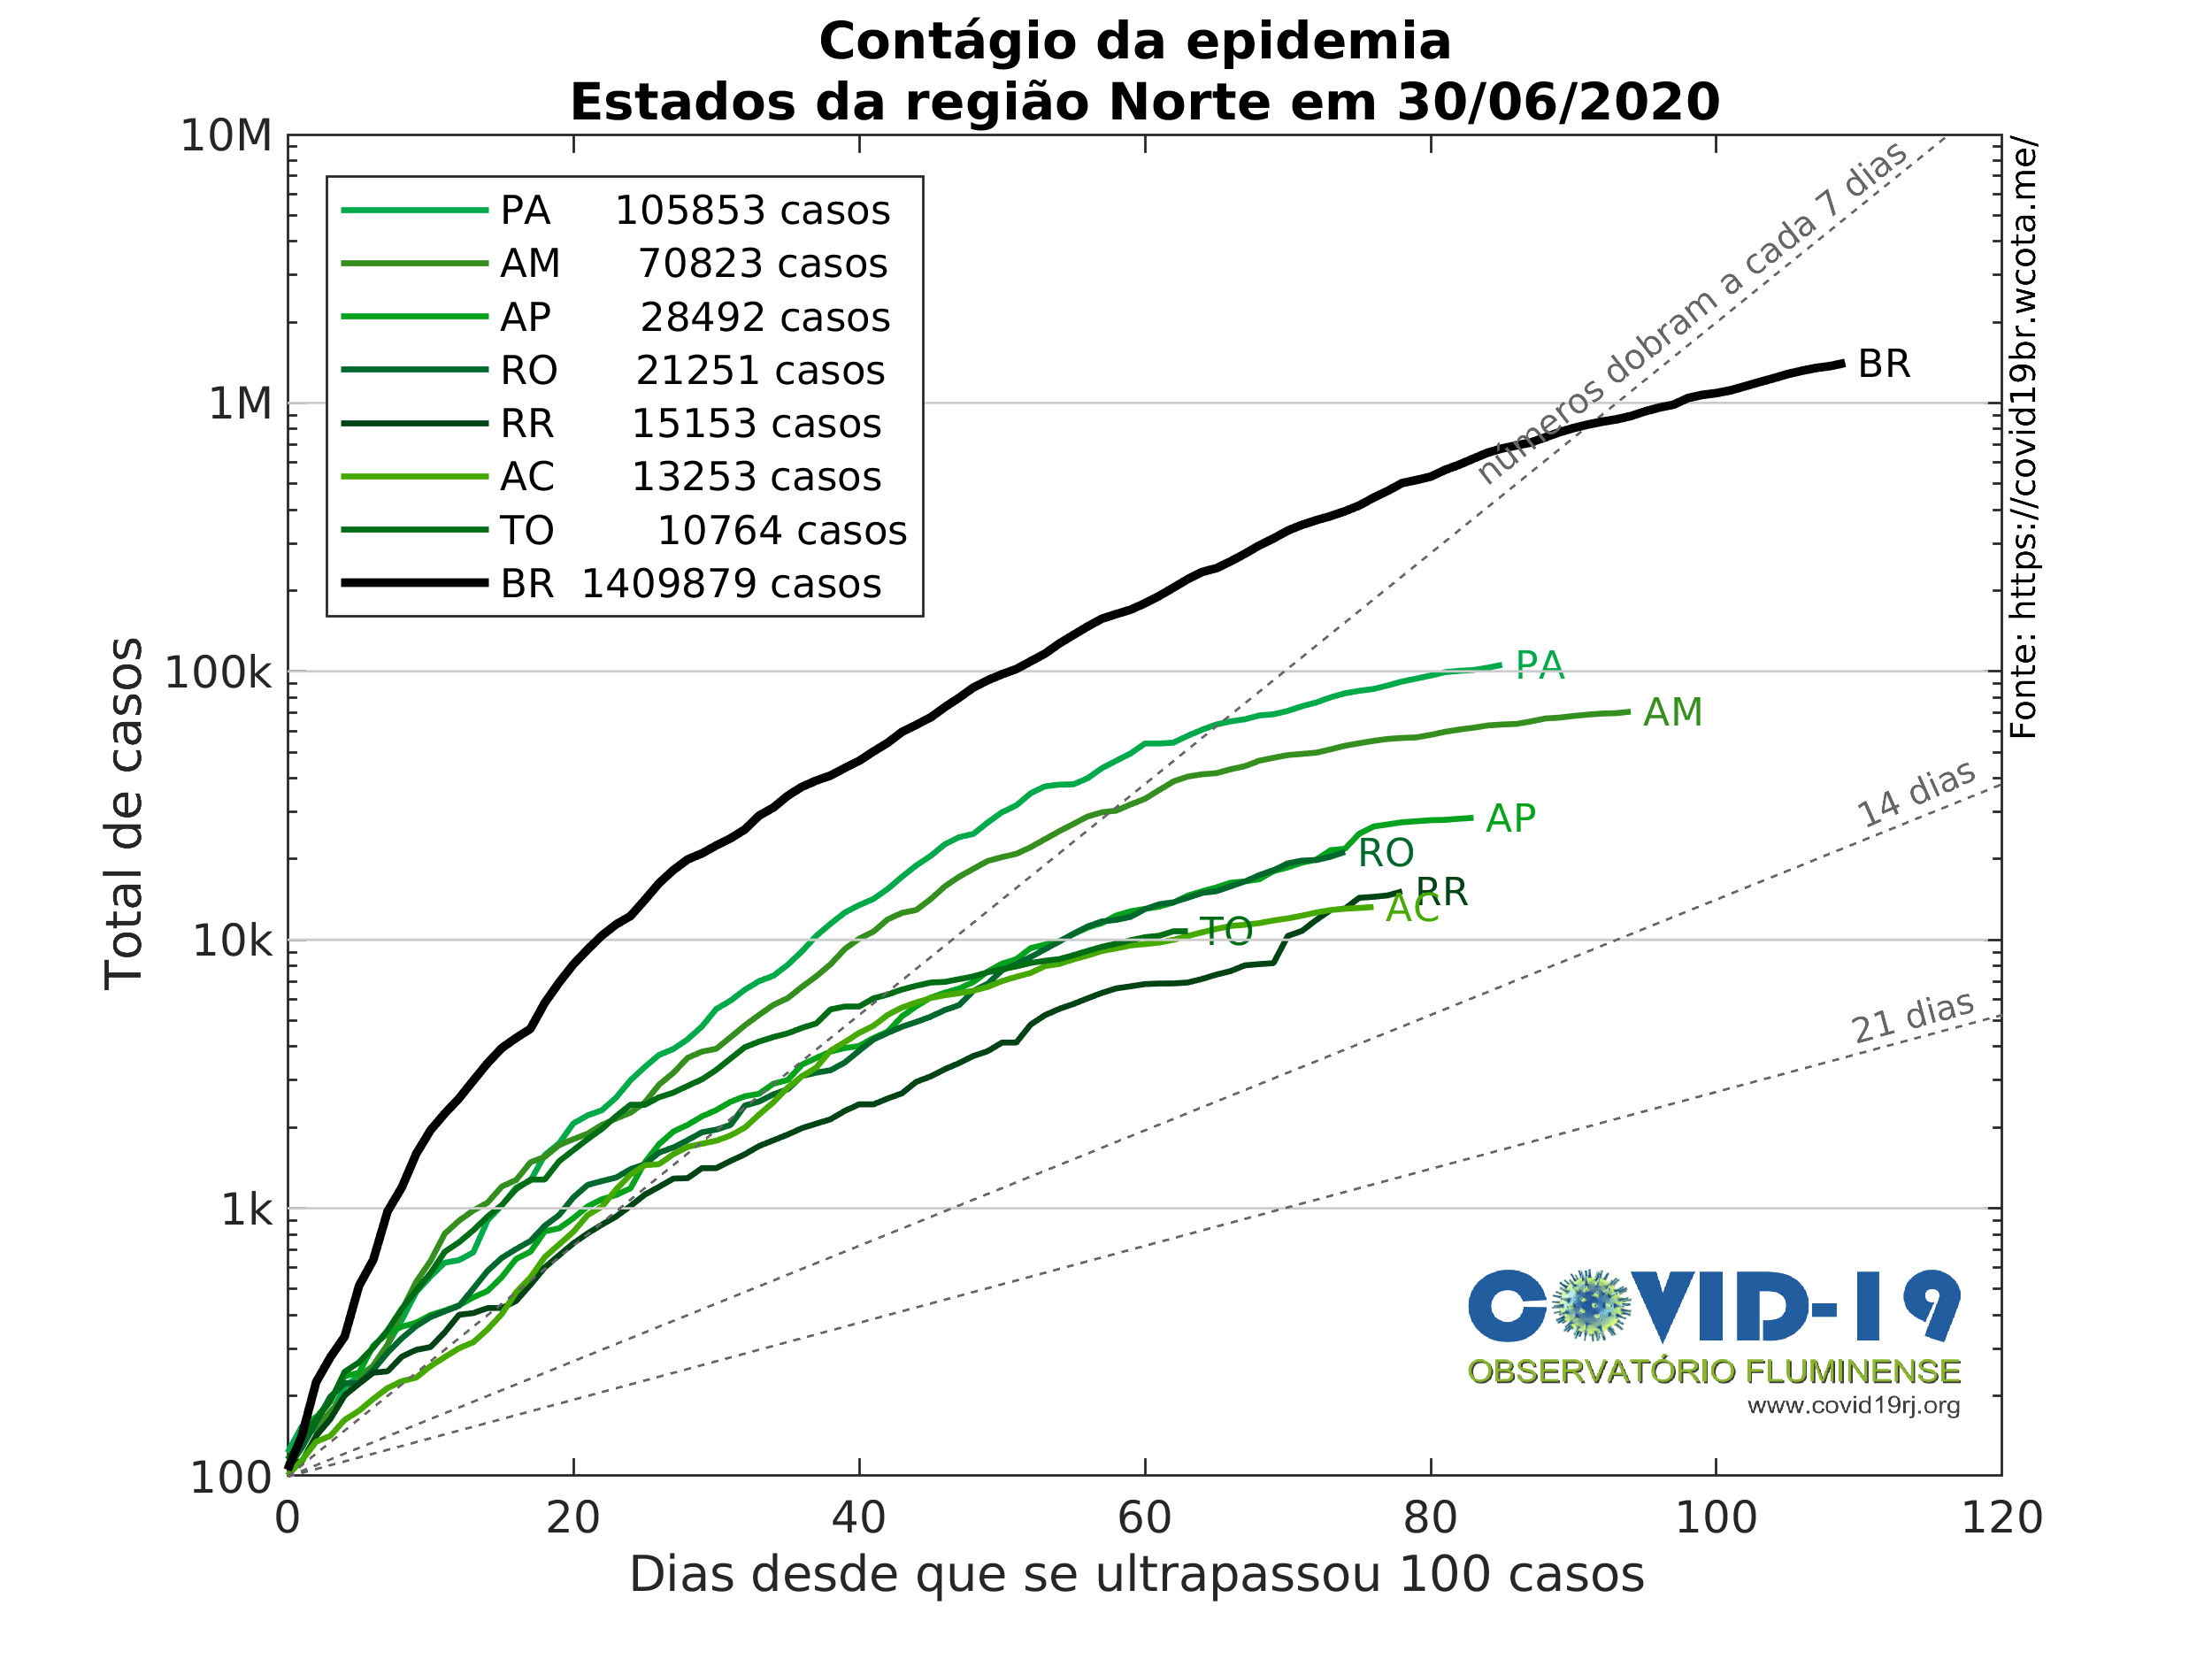 Contágio da epidemia
Estados da região Norte em 30/06/2020
10M
1M
100k
10k
1k
100
Total de casos
PA 105853 casos
AM 70823 casos
AP 28492 casos
RO 21251 casos
RR 15153 casos
AC 13253 casos
TO 10764 casos
BR 1409879 casos
números dobram a cada 7 dias
14 dias
21 dias
BR
PA
AM
AP
RO
RR
AC
TO
Fonte: https://covid19br.wcota.me/
COVID-19
OBSERVATÓRIO FLUMINENSE
www.covid19rj.org
0 20 40 60 80 100 120
Dias desde que se ultrapassou 100 casos